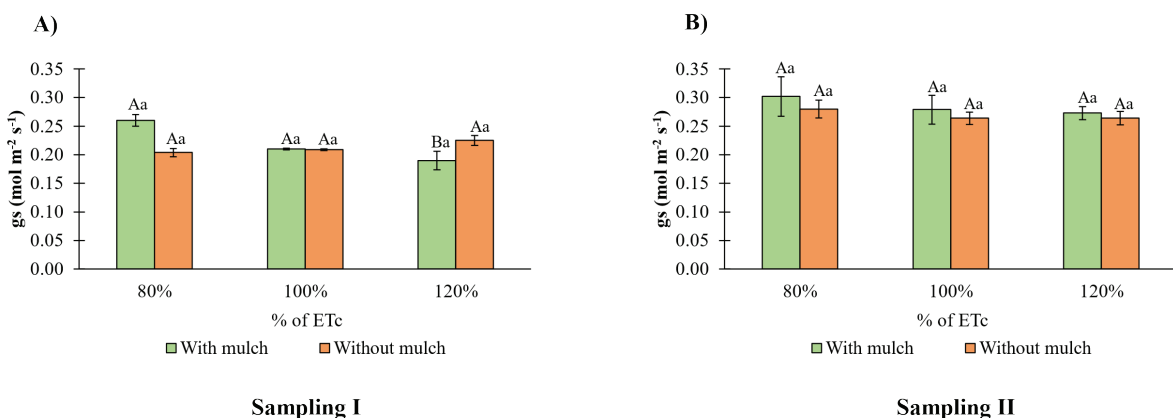 A)
gs (mol m-2 s-1)
0.35
0.30
0.25
0.20
0.15
0.10
0.05
0.00
Aa
Aa
Aa
Aa
Ba
Aa
80%
100%
120%
% of ETc
With mulch
Without mulch
Sampling I
B)
gs (mol m-2 s-1)
0.35
0.30
0.25
0.20
0.15
0.10
0.05
0.00
Aa
Aa
Aa
Aa
Aa
Aa
80%
100%
120%
% of ETc
With mulch
Without mulch
Sampling II